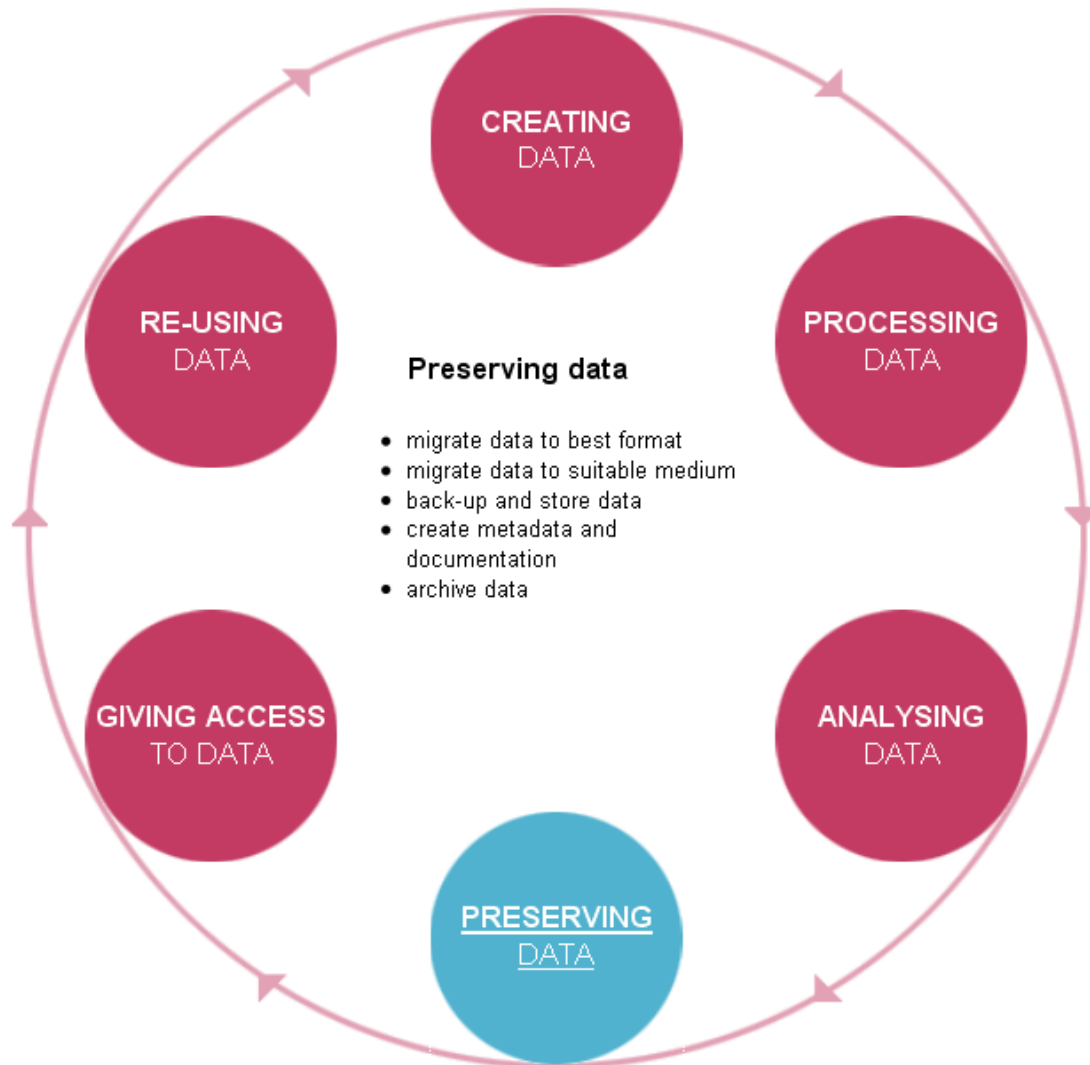 CREATING
DATA
RE-USING
DATA
PROCESSING
DATA
Preserving data
• migrate data to best format
• migrate data to suitable medium
• back-up and store data
• create metadata and
documentation
• archive data
GIVING ACCESS
TO DATA
ANALYSING
DATA
PRESERVING
DATA